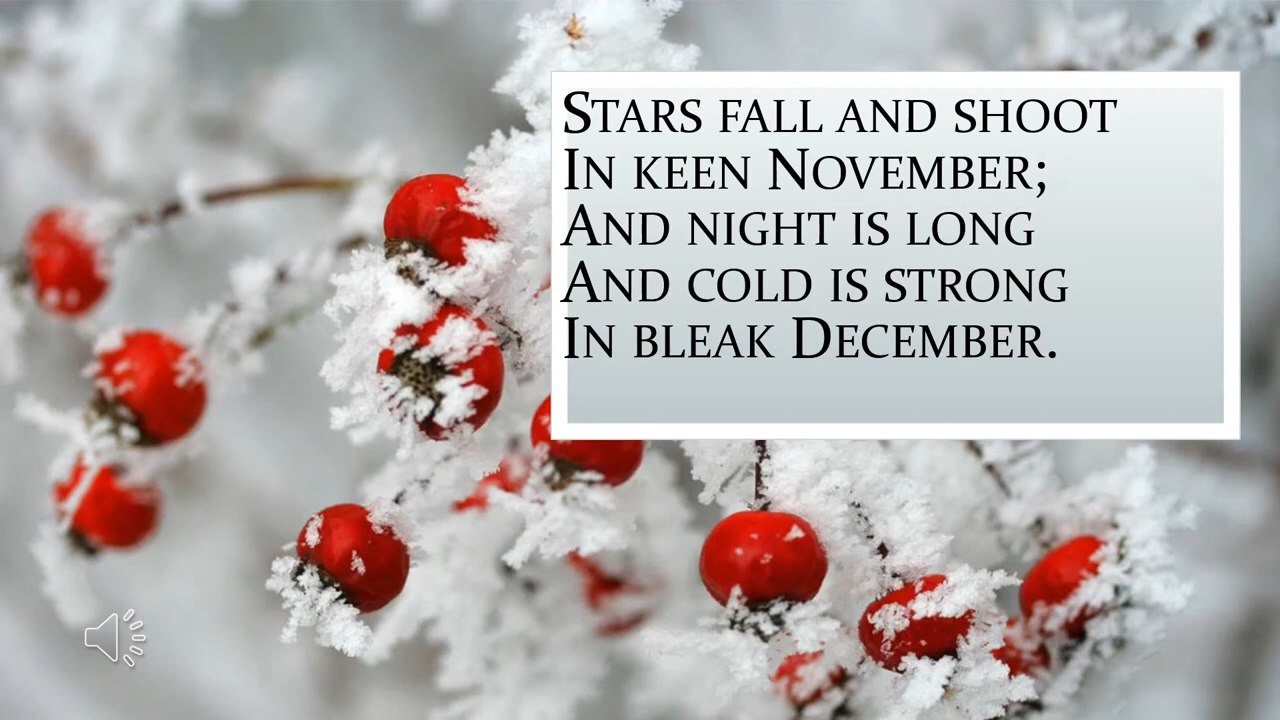 Stars fall and shoot
In keen November;
And night is long
And cold is strong
In bleak December.